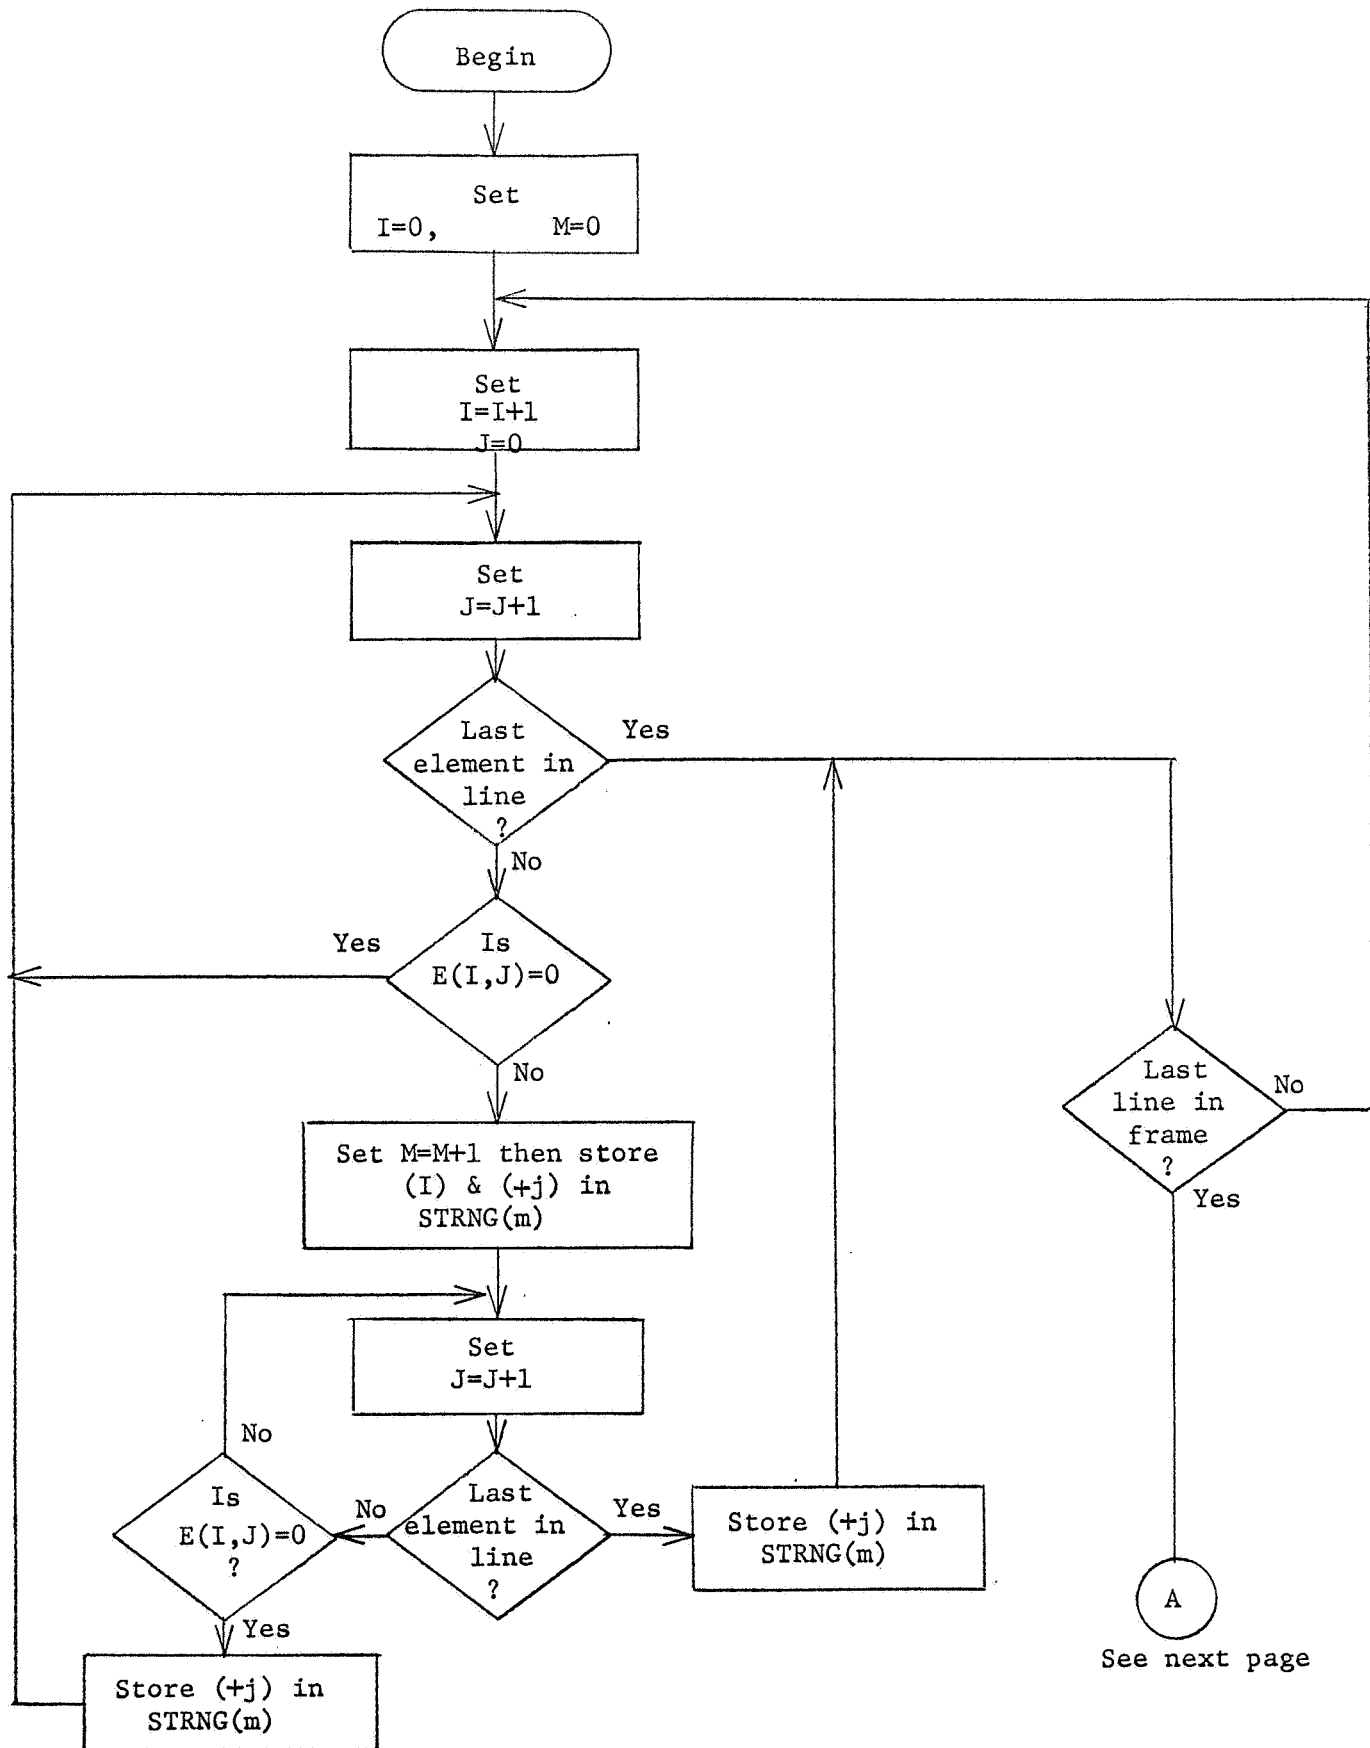 Begin
Set
I=0, M=0
Set
I=I+1
J=0
Set
J=J+1
Last
element in
line
?
Yes
No
Is
E(I,J)=0
Yes
No
Last
line in
frame
?
No
Yes
Set M=M+1 then store
(I) & (+j) in
STRNG(m)
Set
J=J+1
No
Is
E(I,J)=0
?
No
Last
element in
line
?
Yes
Store (+j) in
STRNG(m)
Yes
Store (+j) in
STRNG(m)
A
See next page